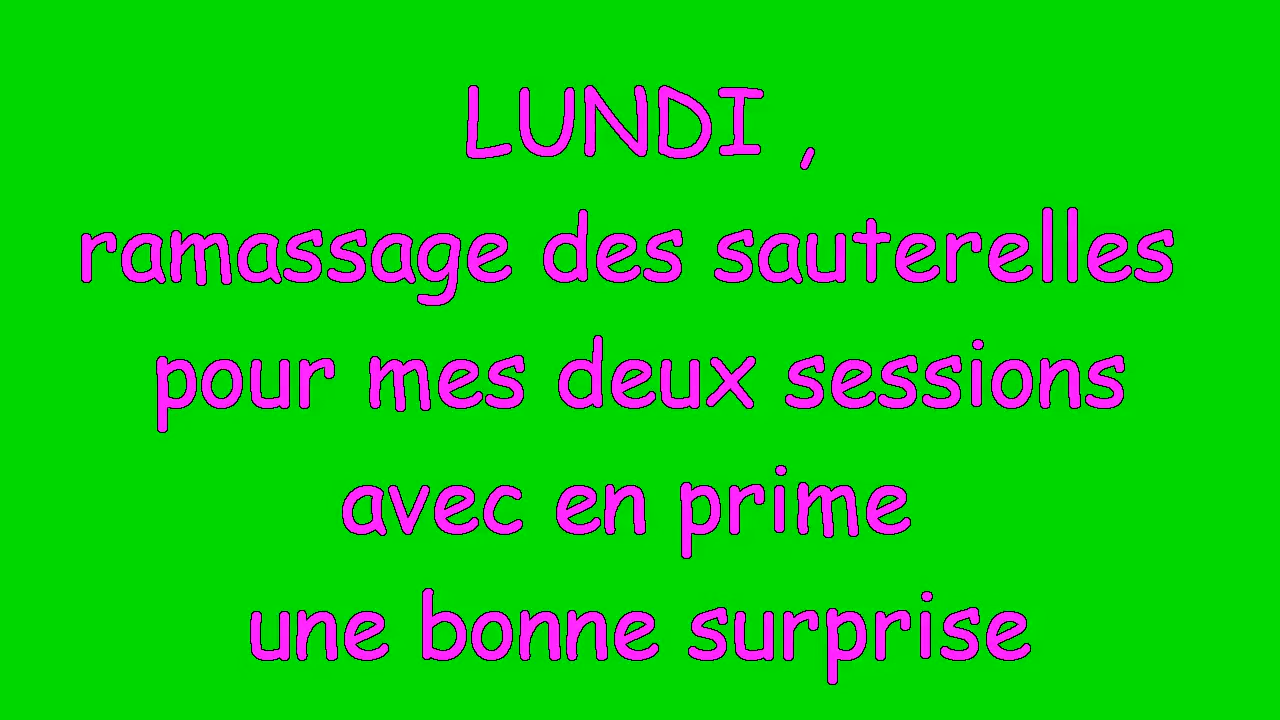 LUNDI ,
ramassage des sauterelles
pour mes deux sessions
avec en prime
une bonne surprise